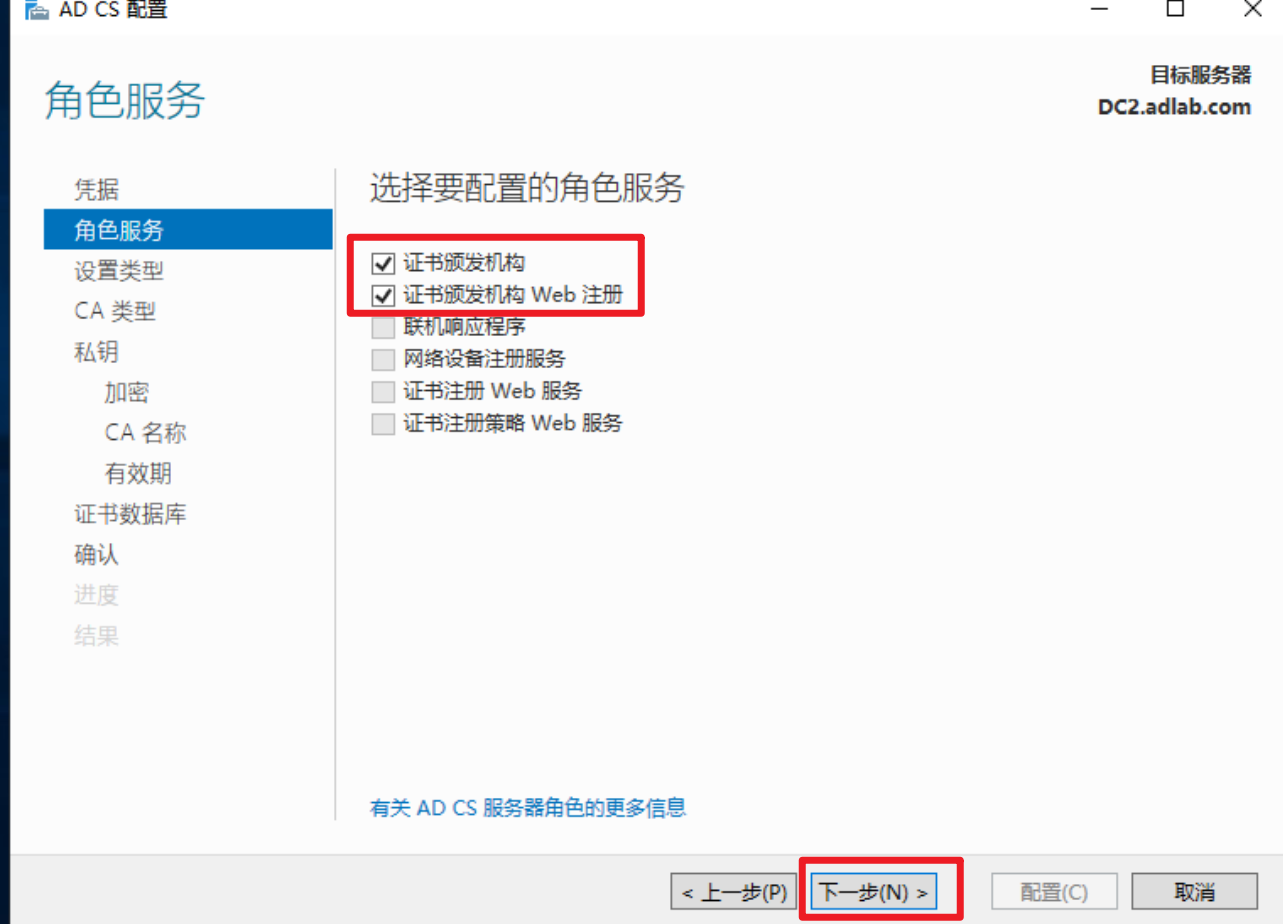 AD CS 配置
角色服务
目标服务器
DC2.adlab.com
凭据
角色服务
设置类型
CA 类型
私钥
加密
CA 名称
有效期
证书数据库
确认
进度
结果
选择要配置的角色服务
证书颁发机构
证书颁发机构 Web 注册
联机响应程序
网络设备注册服务
证书注册 Web 服务
证书注册策略 Web 服务
有关 AD CS 服务器角色的更多信息
< 上一步(P)
下一步(N) >
配置(C)
取消